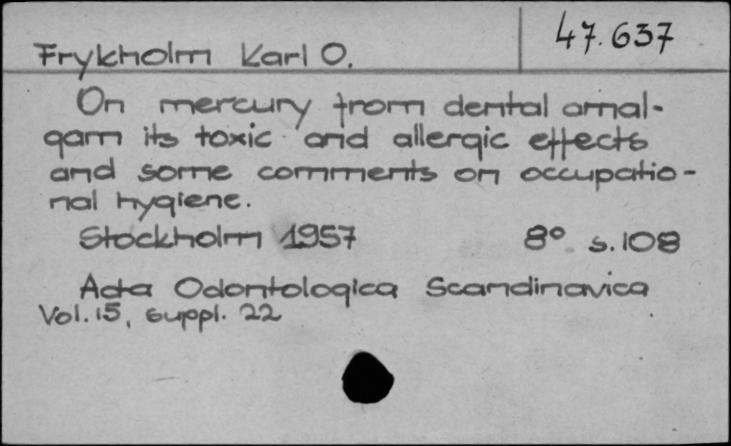 47.637
Frykholm Karl O.
On mercury from dental amal-
gam its toxic and allergic effects
and some comments on occupatio-
nal hygiene.
Stockholm 1957 8° s. 108
Acta Odontologica Scandinavica
Vol. 15, suppl. 22